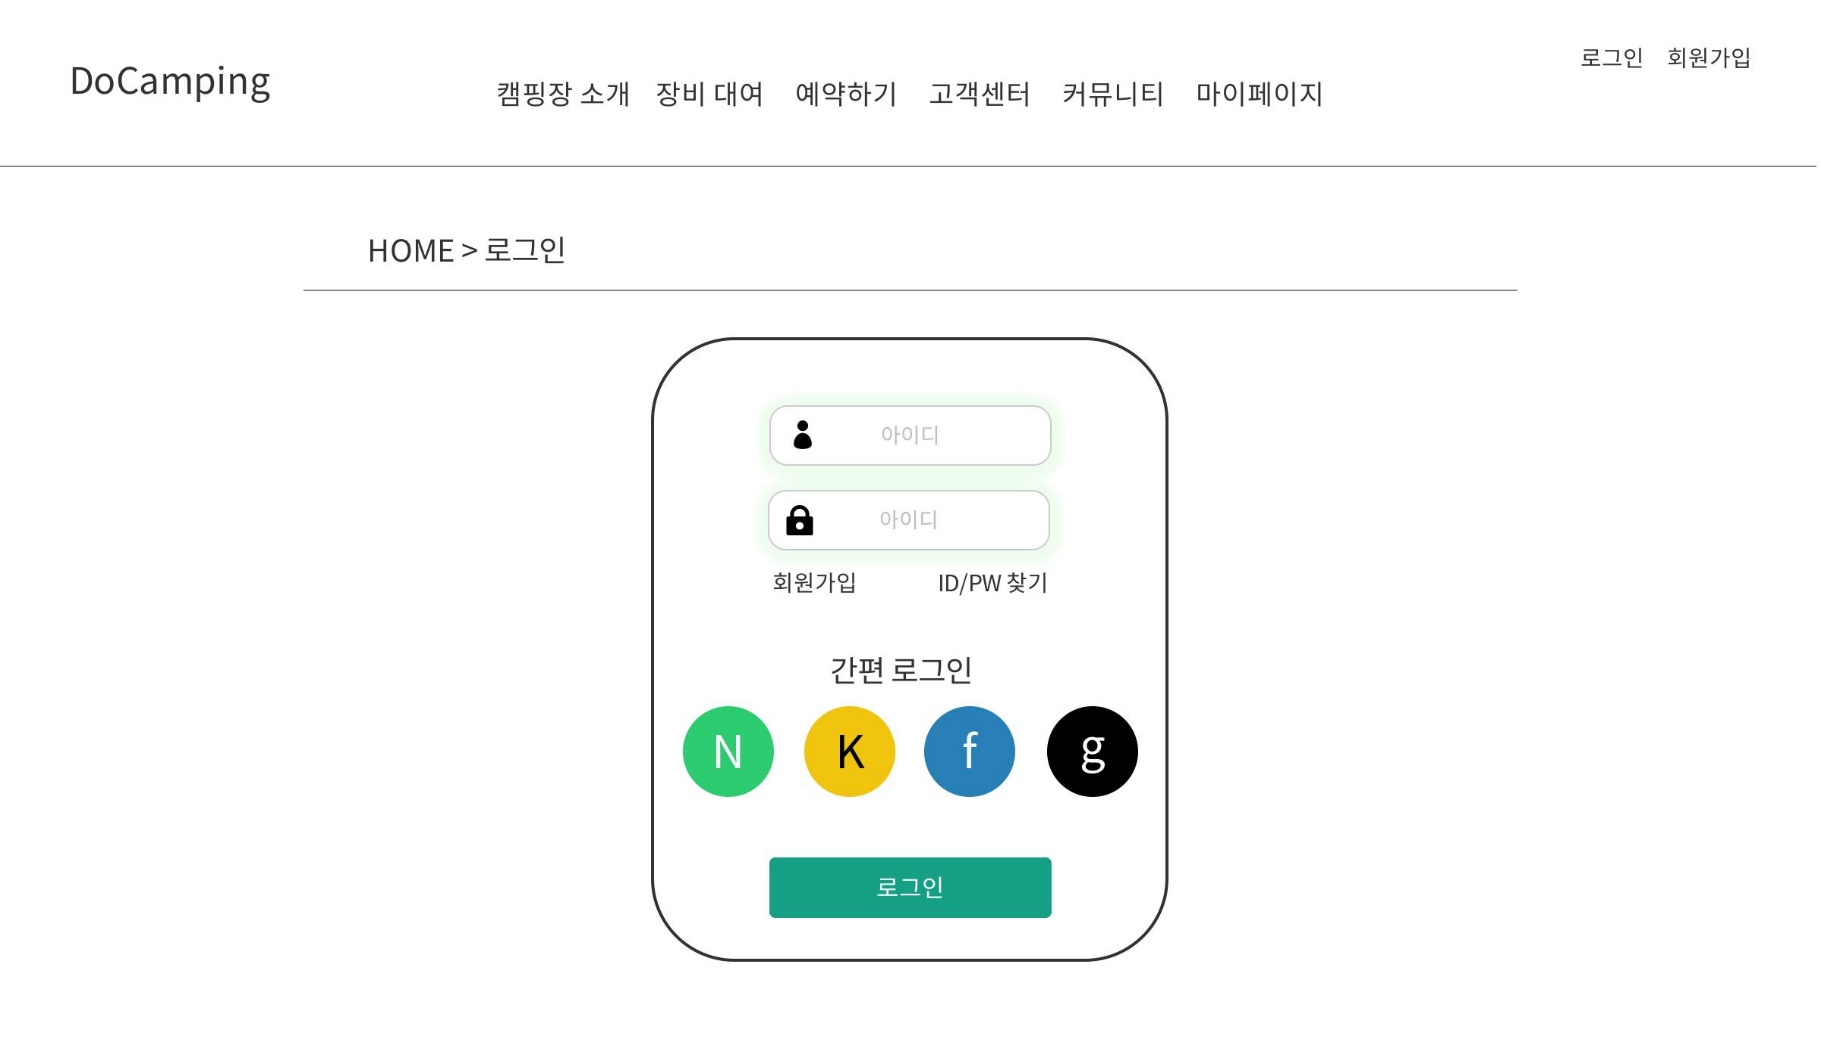 로그인 회원가입
DoCamping
캠핑장 소개 장비 대여 예약하기 고객센터 커뮤니티 마이페이지
HOME > 로그인
아이디
아이디
회원가입 ID/PW 찾기
간편 로그인
N K f g
로그인